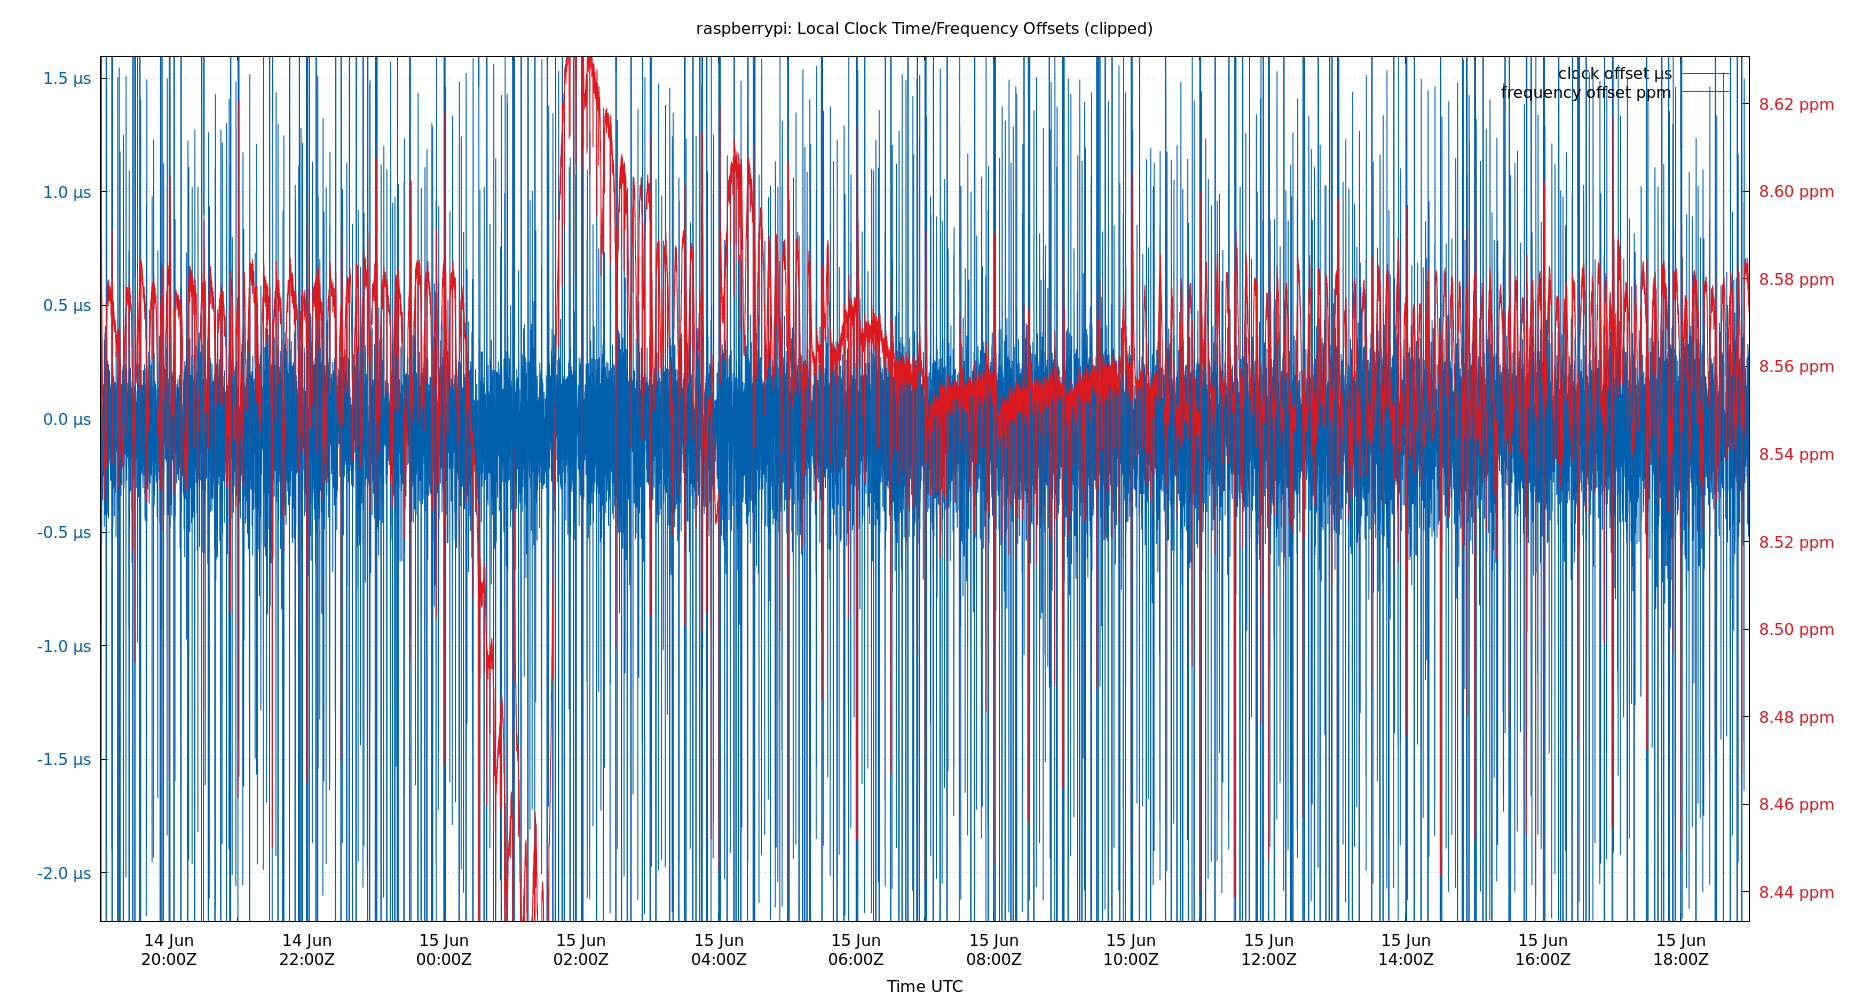 raspberrypi: Local Clock Time/Frequency Offsets (clipped)
clock offset µs
frequency offset ppm
1.5 µs
1.0 µs
0.5 µs
0.0 µs
-0.5 µs
-1.0 µs
-1.5 µs
-2.0 µs
8.62 ppm
8.60 ppm
8.58 ppm
8.56 ppm
8.54 ppm
8.52 ppm
8.50 ppm
8.48 ppm
8.46 ppm
8.44 ppm
14 Jun
20:00Z
14 Jun
22:00Z
15 Jun
00:00Z
15 Jun
02:00Z
15 Jun
04:00Z
15 Jun
06:00Z
15 Jun
08:00Z
15 Jun
10:00Z
15 Jun
12:00Z
15 Jun
14:00Z
15 Jun
16:00Z
15 Jun
18:00Z
Time UTC